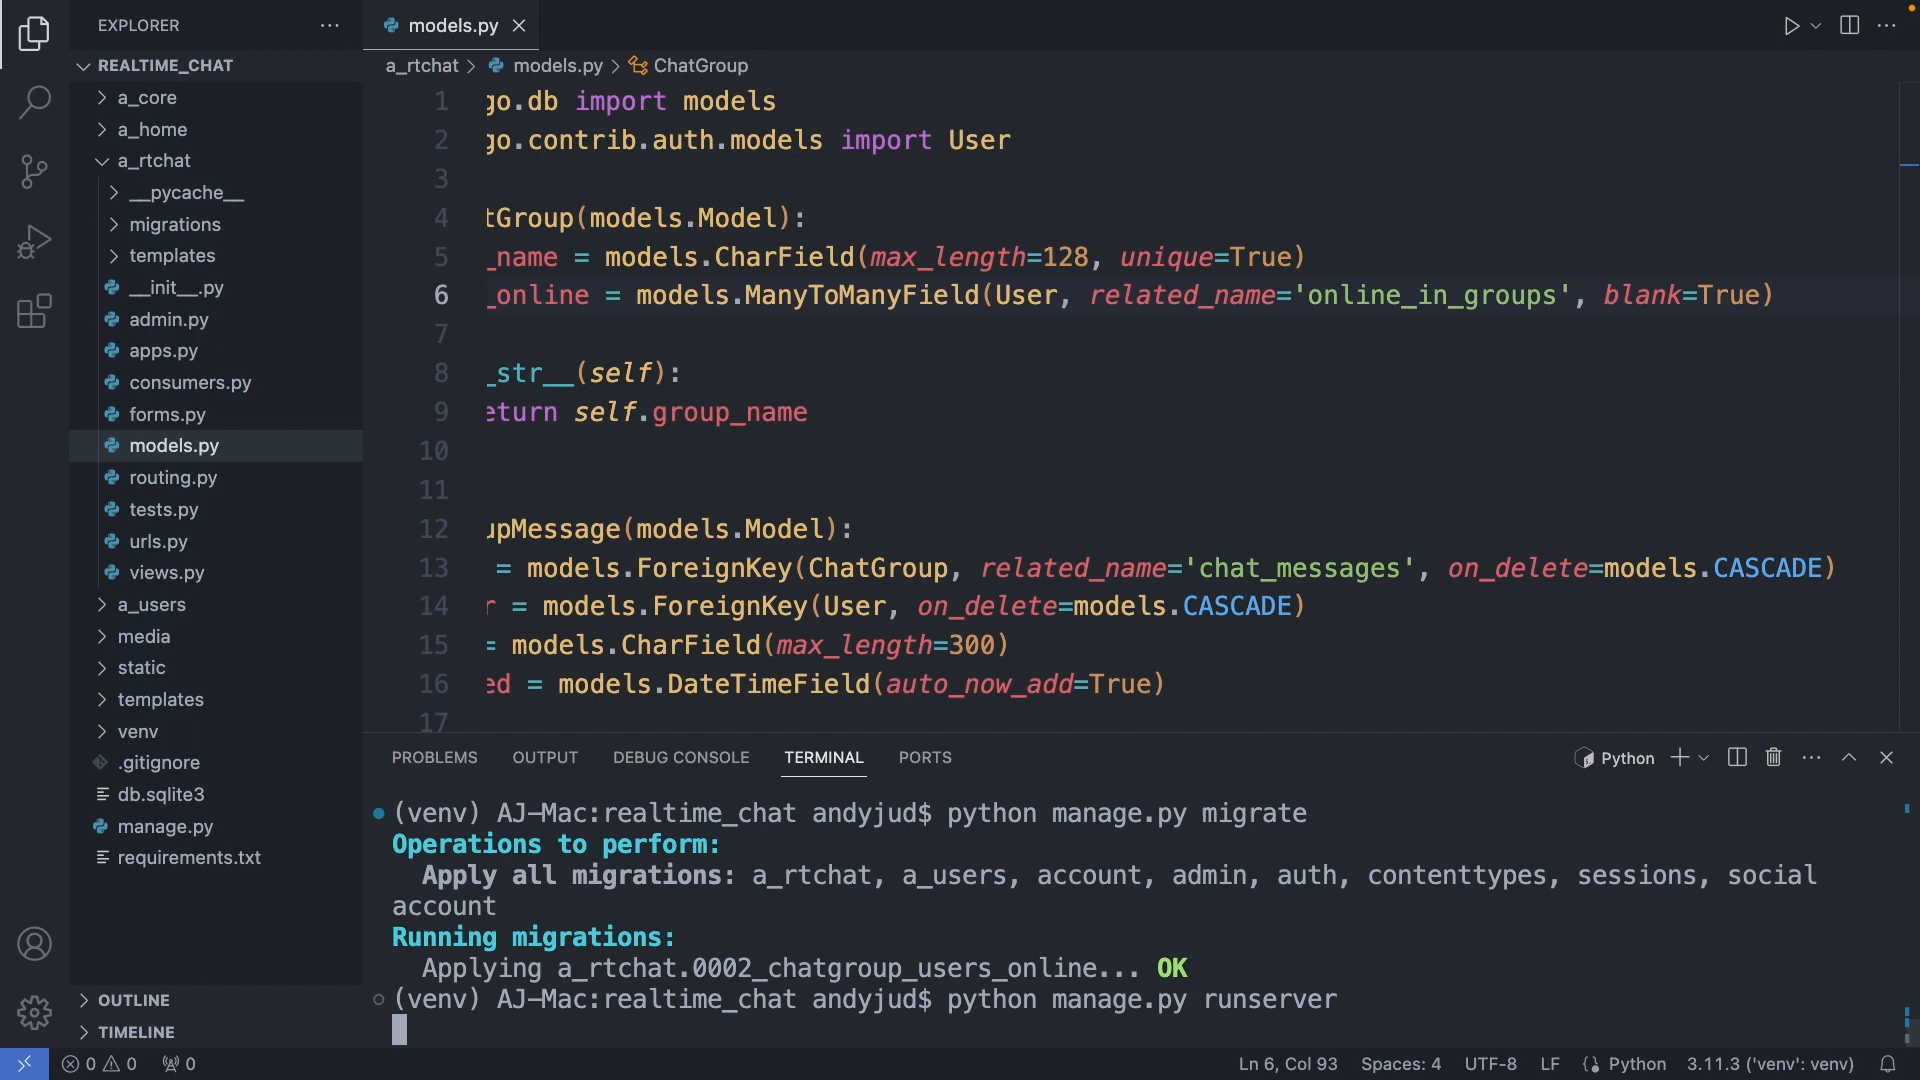 EXPLORER
REALTIME_CHAT
a_core
a_home
a_rtchat
__pycache__
migrations
templates
__init__.py
admin.py
apps.py
consumers.py
forms.py
models.py
routing.py
tests.py
urls.py
views.py
a_users
media
static
templates
venv
.gitignore
db.sqlite3
manage.py
requirements.txt
OUTLINE
TIMELINE
models.py
a_rtchat > models.py > ChatGroup
1 go.db import models
2 go.contrib.auth.models import User
3
4 tGroup(models.Model):
5 _name = models.CharField(max_length=128, unique=True)
6 _online = models.ManyToManyField(User, related_name='online_in_groups', blank=True)
7
8 _str__(self):
9 eturn self.group_name
10
11
12 upMessage(models.Model):
13 = models.ForeignKey(ChatGroup, related_name='chat_messages', on_delete=models.CASCADE)
14 r = models.ForeignKey(User, on_delete=models.CASCADE)
15 = models.CharField(max_length=300)
16 ed = models.DateTimeField(auto_now_add=True)
17
PROBLEMS OUTPUT DEBUG CONSOLE TERMINAL PORTS Python
(venv) AJ-Mac:realtime_chat andyjud$ python manage.py migrate
Operations to perform:
Apply all migrations: a_rtchat, a_users, account, admin, auth, contenttypes, sessions, social
account
Running migrations:
Applying a_rtchat.0002_chatgroup_users_online... OK
(venv) AJ-Mac:realtime_chat andyjud$ python manage.py runserver
0 0 0 Ln 6, Col 93 Spaces: 4 UTF-8 LF Python 3.11.3 ('venv': venv)